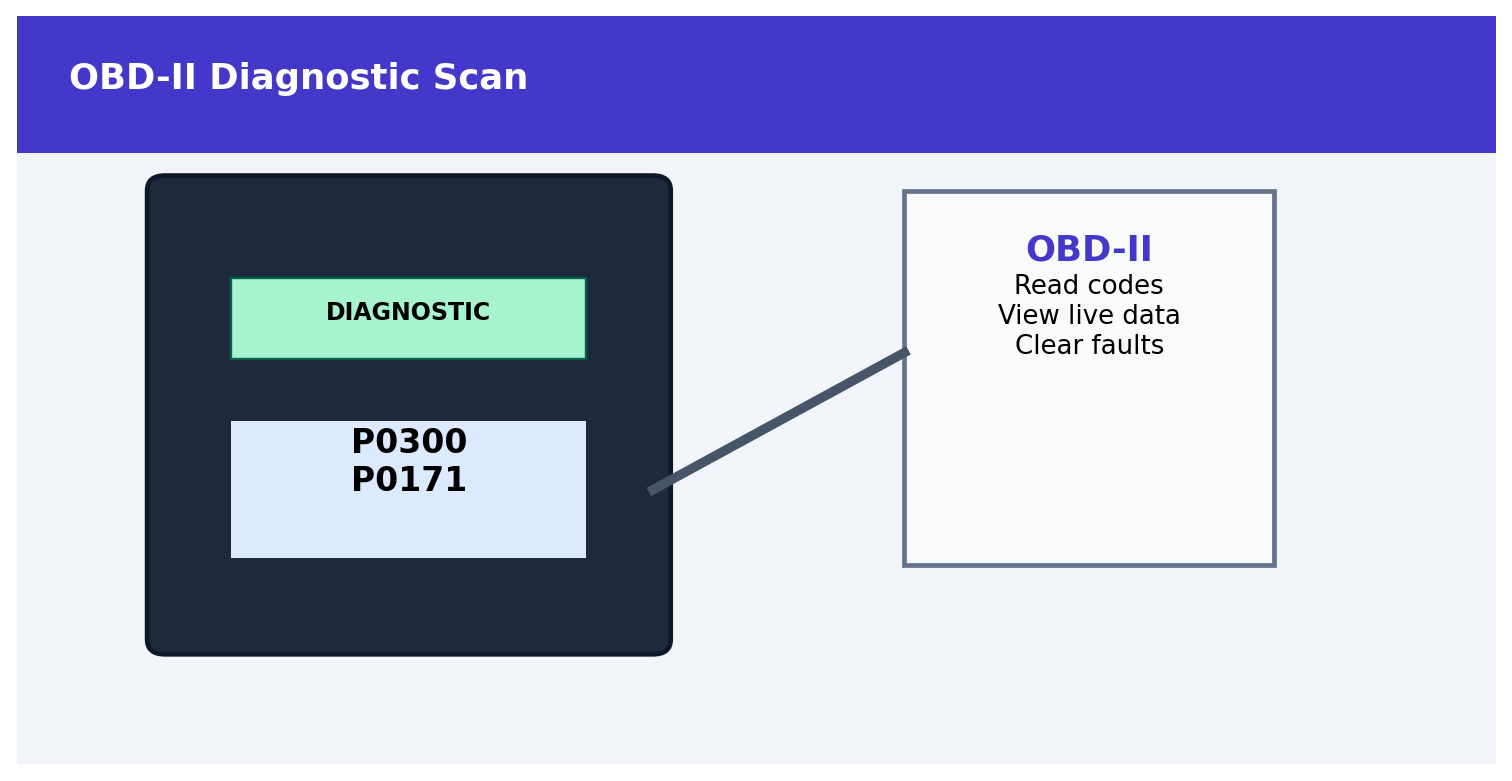 OBD-II Diagnostic Scan
DIAGNOSTIC
P0300
P0171
OBD-II
Read codes
View live data
Clear faults